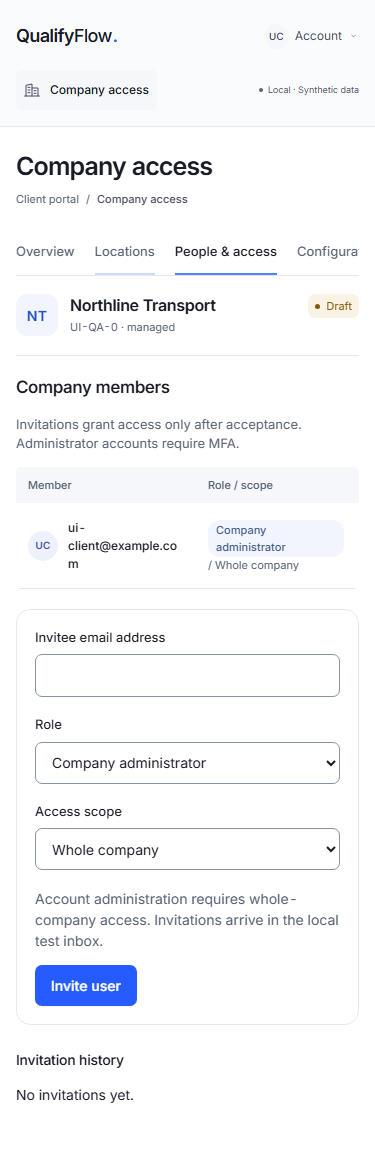 QualifyFlow.
UC Account
Company access
Local · Synthetic data
Company access
Client portal / Company access
Overview Locations People & access Configurat
NT
Northline Transport
UI-QA-0 · managed
Draft
Company members
Invitations grant access only after acceptance.
Administrator accounts require MFA.
Member Role / scope
UC
ui-
client@example.co
m
Company
administrator
/ Whole company
Invitee email address
Role
Company administrator
Access scope
Whole company
Account administration requires whole-
company access. Invitations arrive in the local
test inbox.
Invite user
Invitation history
No invitations yet.